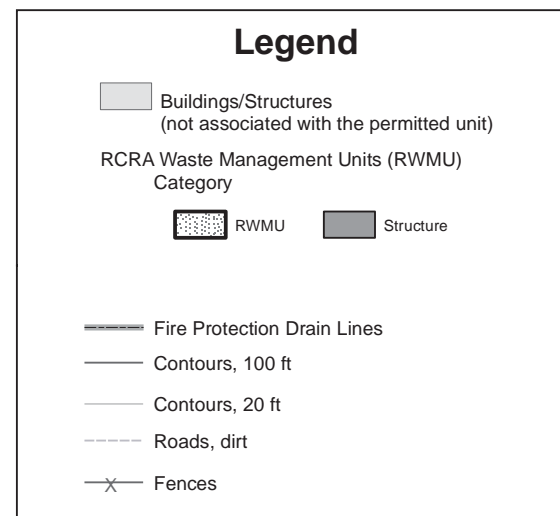 Legend
Buildings/Structures
(not associated with the permitted unit)
RCRA Waste Management Units (RWMU)
Category
RWMU Structure
Fire Protection Drain Lines
Contours, 100 ft
Contours, 20 ft
Roads, dirt
X Fences